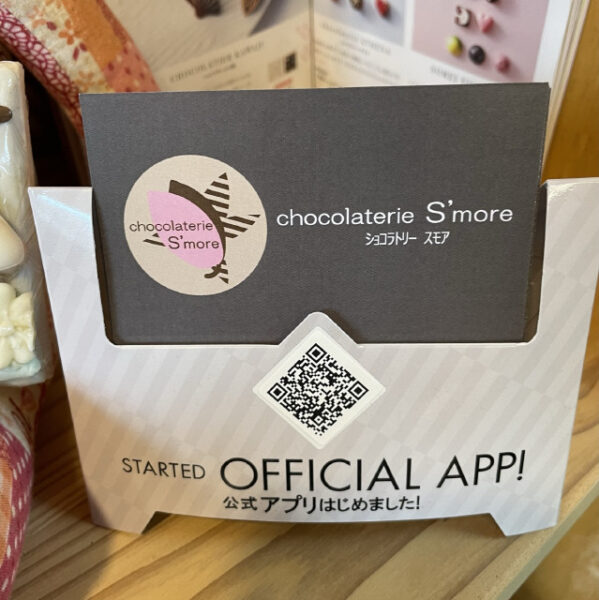 chocolaterie
S'more
chocolaterie S'more
ショコラトリー スモア
STARTED OFFICIAL APP!
公式アプリはじめました!